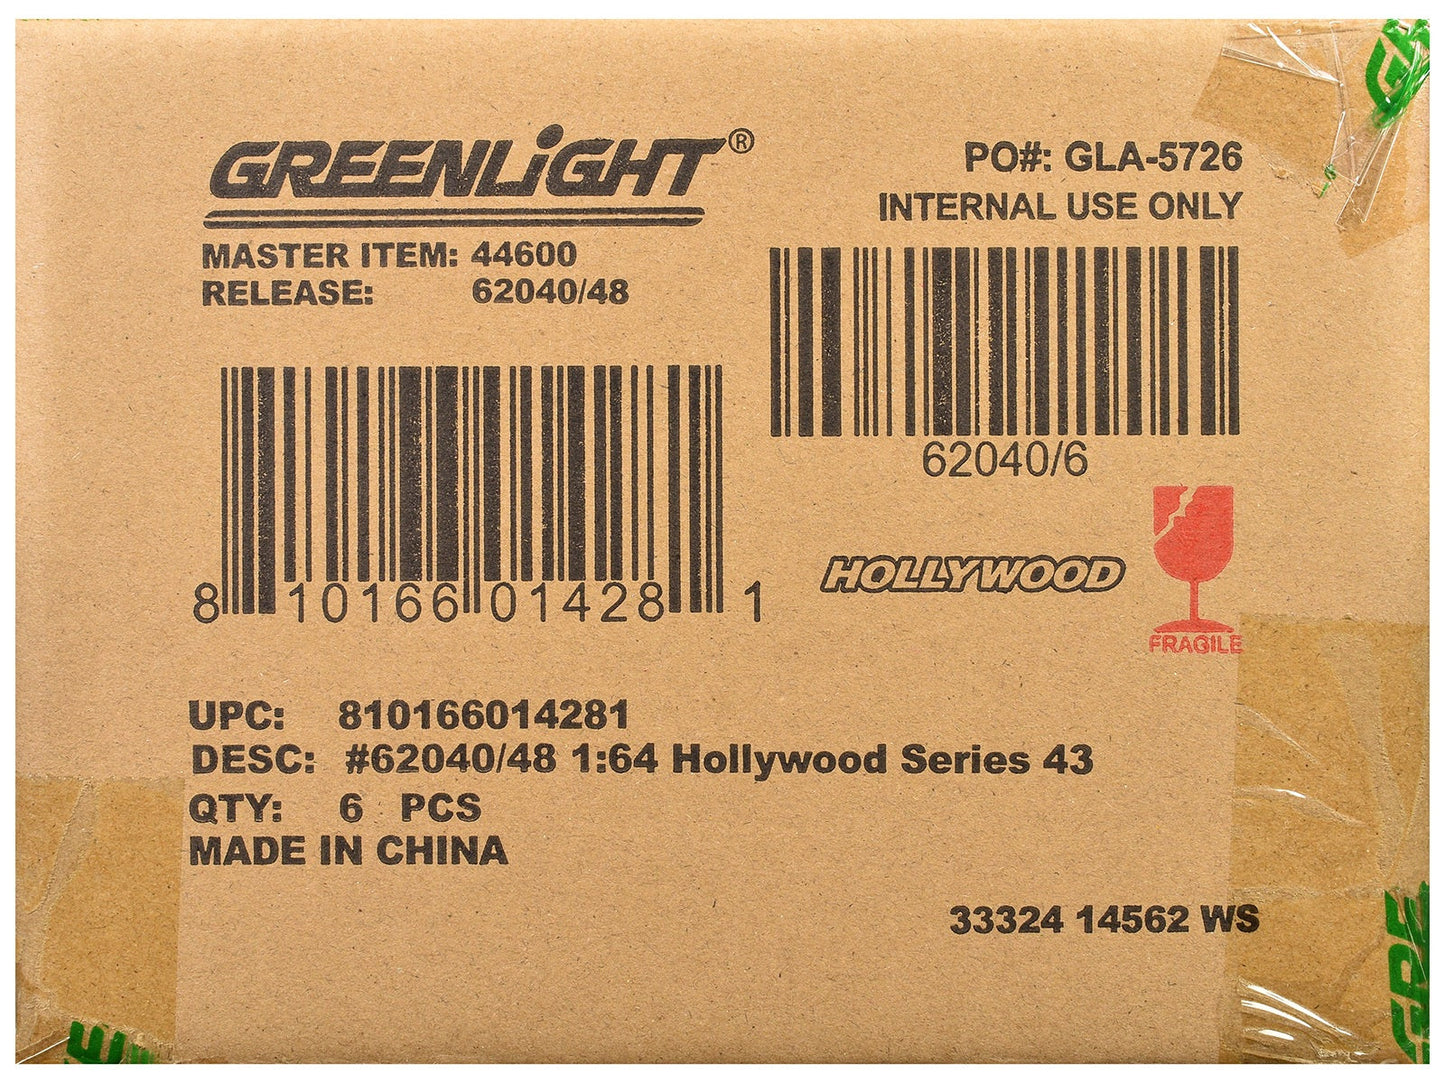 GREENLiGHT®
MASTER ITEM: 44600
RELEASE: 62040/48
PO#: GLA-5726
INTERNAL USE ONLY
62040/6
8 10166 01428 1
HOLLYWOOD
FRAGILE
UPC: 810166014281
DESC: #62040/48 1:64 Hollywood Series 43
QTY: 6 PCS
MADE IN CHINA
33324 14562 WS